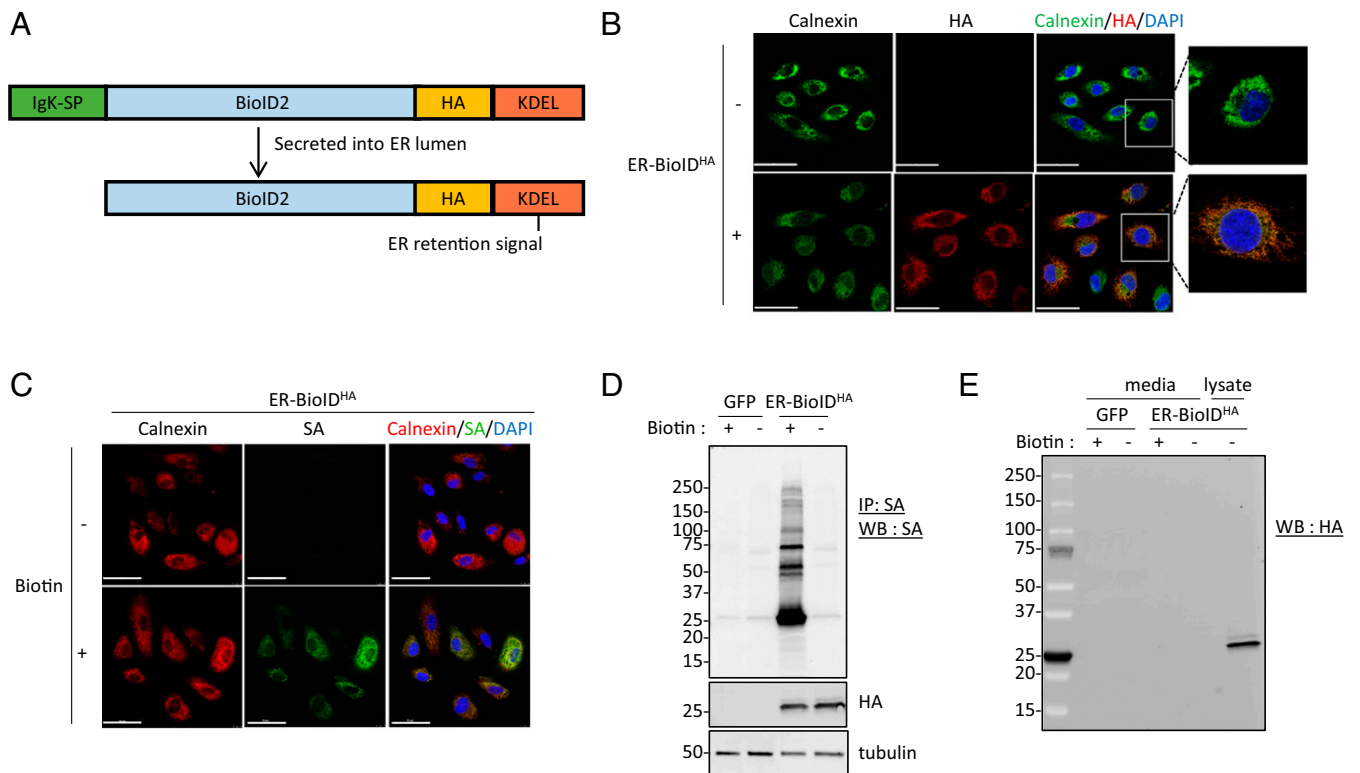 A
IgK-SP BioID2 HA KDEL
Secreted into ER lumen
BioID2 HA KDEL
ER retention signal
B
Calnexin HA Calnexin/HA/DAPI
ER-BioIDHA
-
+
C
ER-BioIDHA
Calnexin SA Calnexin/SA/DAPI
Biotin
-
+
D
GFP ER-BioIDHA
Biotin : + - + -
250-
150-
100-
75-
50-
37-
25-
20-
15-
IP: SA
WB : SA
25-
HA
50-
tubulin
E
media lysate
GFP ER-BioIDHA
Biotin : + - + - -
250-
150-
100-
75-
50-
37-
25-
20-
15-
WB : HA